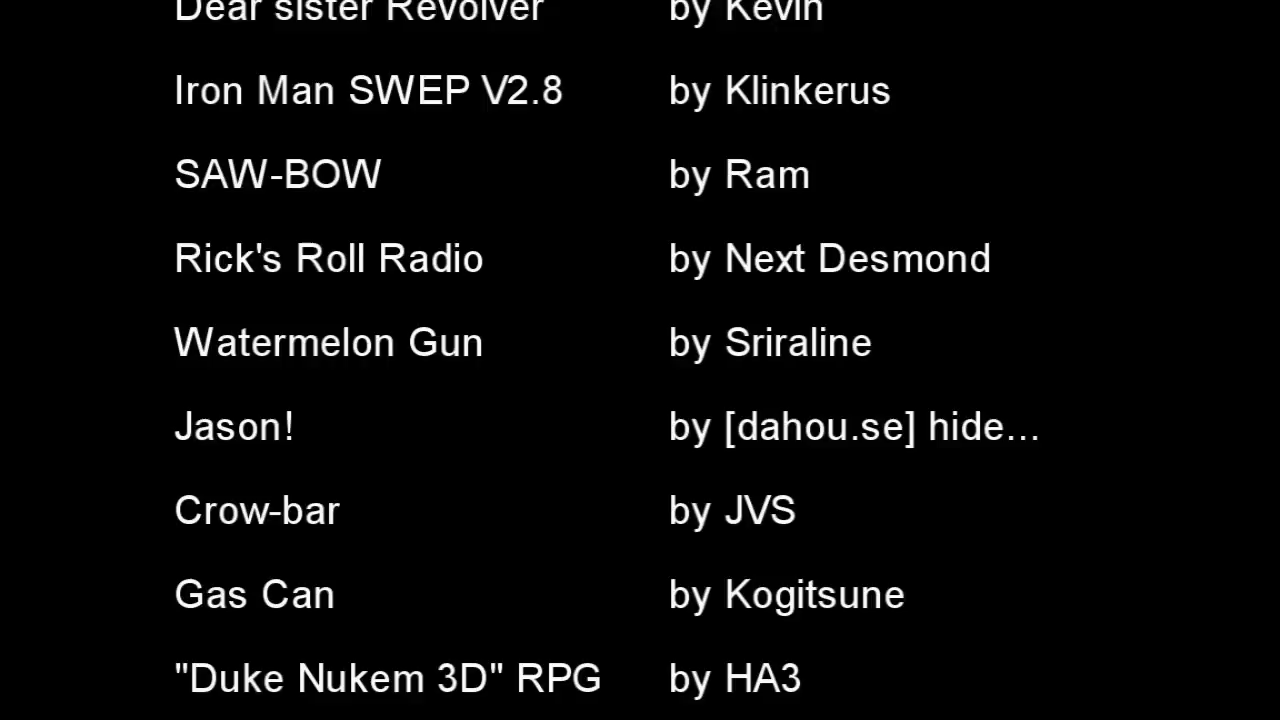 Dear sister Revolver by Kevin
Iron Man SWEP V2.8 by Klinkerus
SAW-BOW by Ram
Rick's Roll Radio by Next Desmond
Watermelon Gun by Sriraline
Jason! by [dahou.se] hide...
Crow-bar by JVS
Gas Can by Kogitsune
"Duke Nukem 3D" RPG by HA3